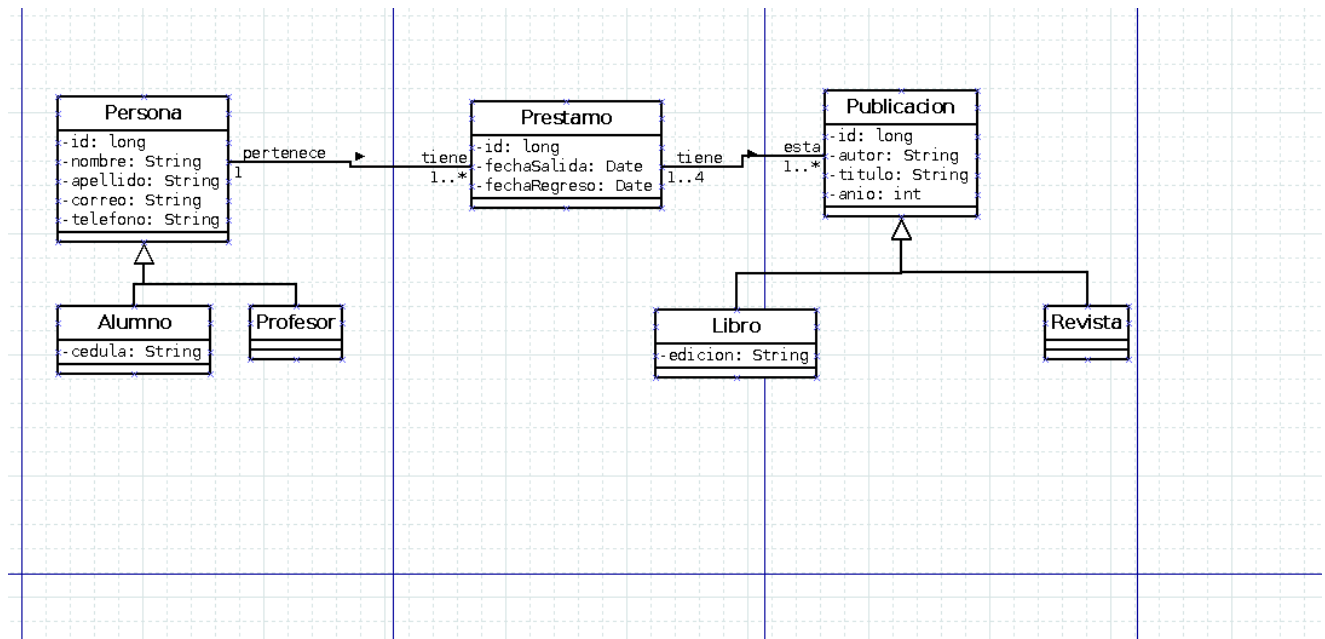 Persona
-id: long
-nombre: String
-apellido: String
-correo: String
-telefono: String
pertenece
1
tiene
1..*
Prestamo
-id: long
-fechaSalida: Date
-fechaRegreso: Date
tiene
1..4
esta
1..*
Publicacion
-id: long
-autor: String
-titulo: String
-anio: int
Alumno
-cedula: String
Profesor
Libro
-edicion: String
Revista